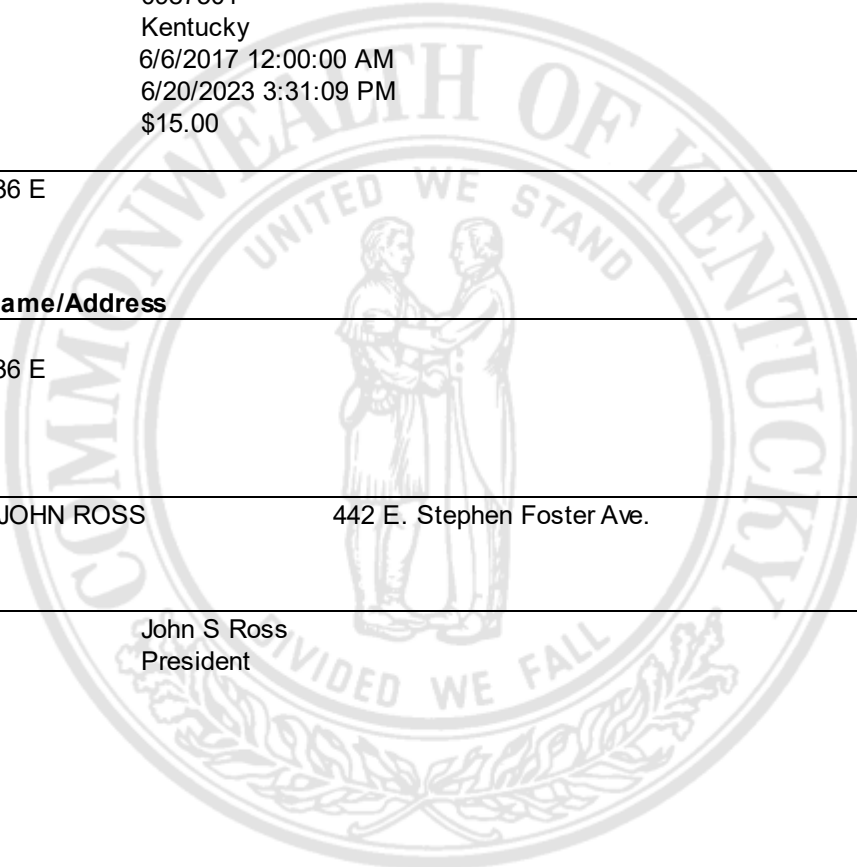 Kentucky
6/6/2017 12:00:00 AM
6/20/2023 3:31:09 PM
$15.00
36 E
ame/Address
36 E
JOHN ROSS 442 E. Stephen Foster Ave.
John S Ross
President
COMMONWEALTH OF KENTUCKY
UNITED WE STAND
DIVIDED WE FALL